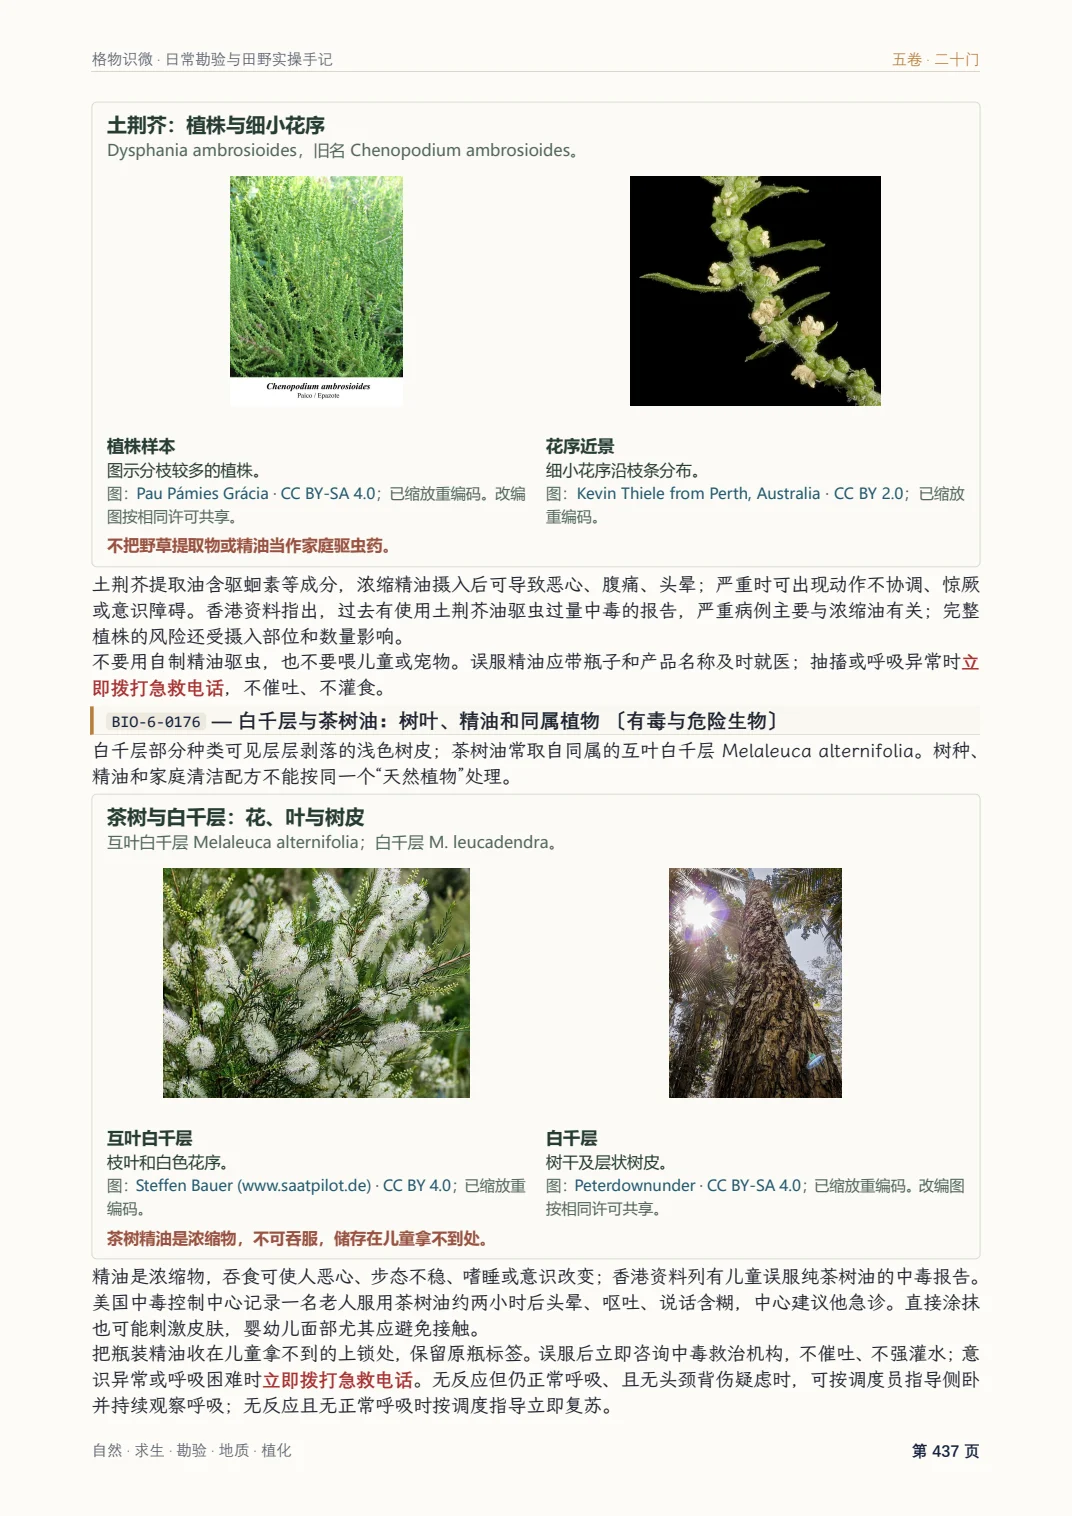 格物识微 · 日常勘验与田野实操手记
五卷 · 二十门
土荆芥：植株与细小花序
Dysphania ambrosioides，旧名 Chenopodium ambrosioides。
Chenopodium ambrosioides
Paico / Epazote
植株样本
图示分枝较多的植株。
图：Pau Pámies Grácia · CC BY-SA 4.0；已缩放重编码。改编
图按相同许可共享。
花序近景
细小花序沿枝条分布。
图：Kevin Thiele from Perth, Australia · CC BY 2.0；已缩放
重编码。
不把野草提取物或精油当作家庭驱虫药。
土荆芥提取油含驱蛔素等成分，浓缩精油摄入后可导致恶心、腹痛、头晕；严重时可出现动作不协调、惊厥
或意识障碍。香港资料指出，过去有使用土荆芥油驱虫过量中毒的报告，严重病例主要与浓缩油有关；完整
植株的风险还受摄入部位和数量影响。
不要用自制精油驱虫，也不要喂儿童或宠物。误服精油应带瓶子和产品名称及时就医；抽搐或呼吸异常时立
即拨打急救电话，不催吐、不灌食。
BIO-6-0176 — 白千层与茶树油：树叶、精油和同属植物 〔有毒与危险生物〕
白千层部分种类可见层层剥落的浅色树皮；茶树油常取自同属的互叶白千层 Melaleuca alternifolia。树种、
精油和家庭清洁配方不能按同一个“天然植物”处理。
茶树与白千层：花、叶与树皮
互叶白千层 Melaleuca alternifolia；白千层 M. leucadendra。
互叶白千层
枝叶和白色花序。
图：Steffen Bauer (www.saatpilot.de) · CC BY 4.0；已缩放重
编码。
白千层
树干及层状树皮。
图：Peterdownunder · CC BY-SA 4.0；已缩放重编码。改编图
按相同许可共享。
茶树精油是浓缩物，不可吞服，储存在儿童拿不到处。
精油是浓缩物，吞食可使人恶心、步态不稳、嗜睡或意识改变；香港资料列有儿童误服纯茶树油的中毒报告。
美国中毒控制中心记录一名老人服用茶树油约两小时后头晕、呕吐、说话含糊，中心建议他急诊。直接涂抹
也可能刺激皮肤，婴幼儿面部尤其应避免接触。
把瓶装精油收在儿童拿不到的上锁处，保留原瓶标签。误服后立即咨询中毒救治机构，不催吐、不强灌水；意
识异常或呼吸困难时立即拨打急救电话。无反应但仍正常呼吸、且无头颈背伤疑虑时，可按调度员指导侧卧
并持续观察呼吸；无反应且无正常呼吸时按调度指导立即复苏。
自然 · 求生 · 勘验 · 地质 · 植化
第 437 页